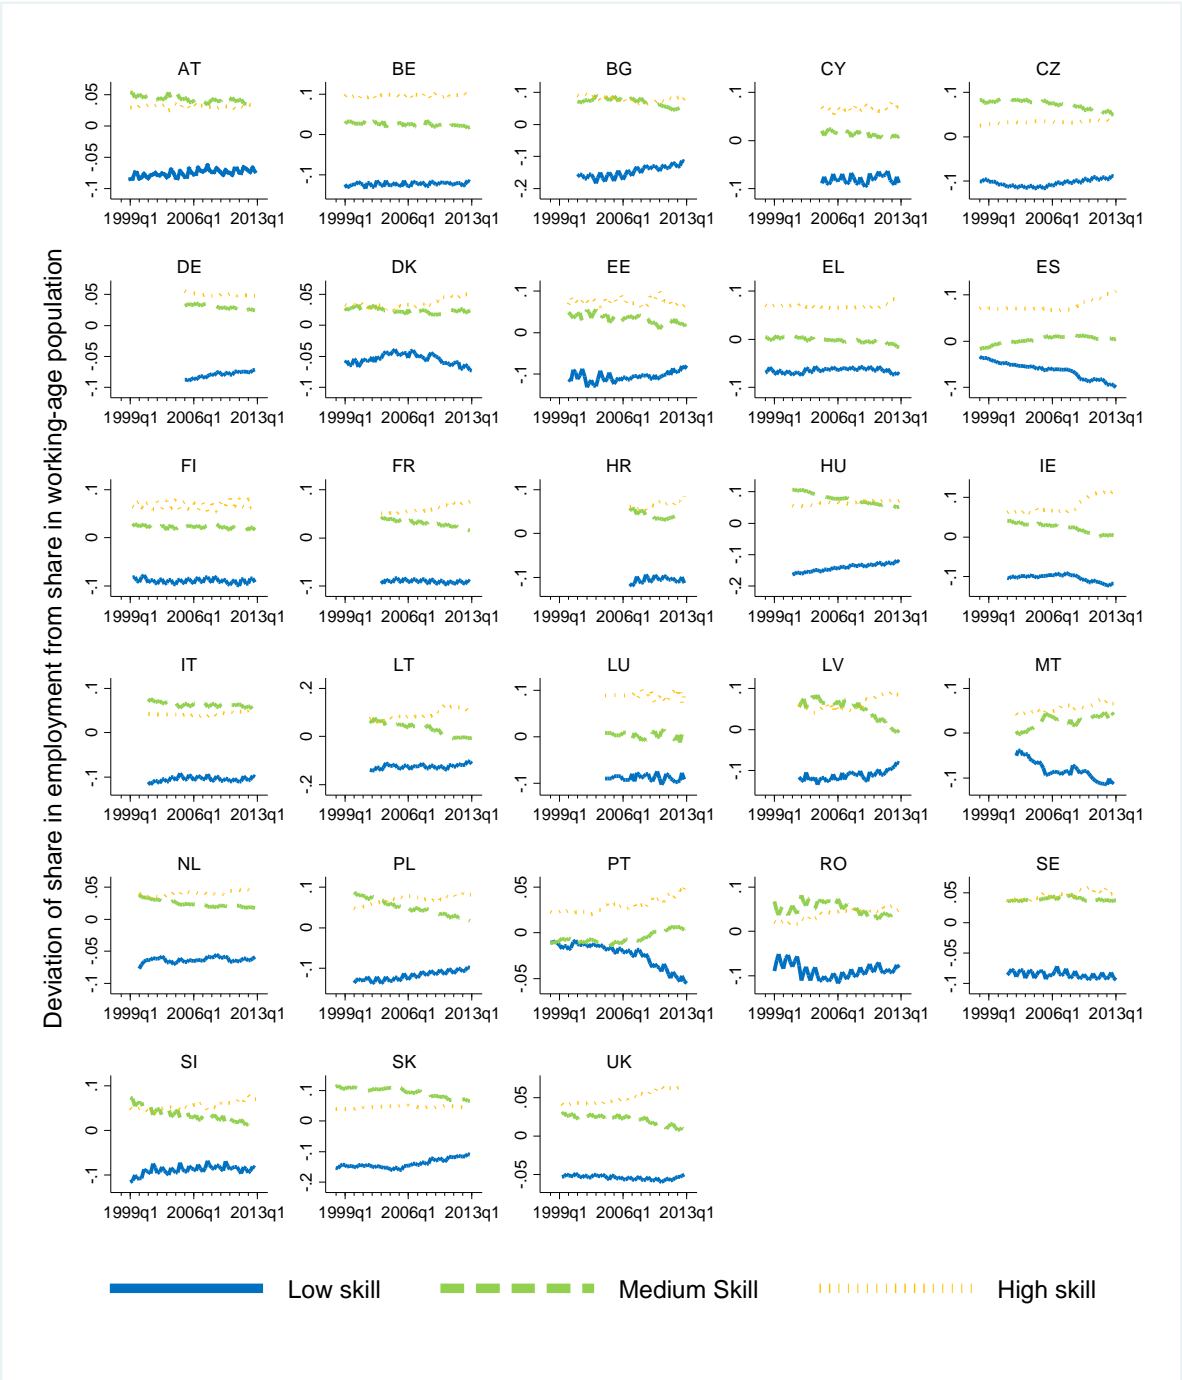 Deviation of share in employment from share in working-age population
AT
.05
0
-.05
-.1
1999q1 2006q1 2013q1
BE
.1
0
-.1
1999q1 2006q1 2013q1
BG
.1
0
-.1
-.2
1999q1 2006q1 2013q1
CY
.1
0
-.1
1999q1 2006q1 2013q1
CZ
.1
0
-.1
1999q1 2006q1 2013q1
DE
.05
0
-.05
-.1
1999q1 2006q1 2013q1
DK
.05
0
-.05
-.1
1999q1 2006q1 2013q1
EE
.1
0
-.1
1999q1 2006q1 2013q1
EL
.1
0
-.1
1999q1 2006q1 2013q1
ES
.1
0
-.1
1999q1 2006q1 2013q1
FI
.1
0
-.1
1999q1 2006q1 2013q1
FR
.1
0
-.1
1999q1 2006q1 2013q1
HR
.1
0
-.1
1999q1 2006q1 2013q1
HU
.1
0
-.1
-.2
1999q1 2006q1 2013q1
IE
.1
0
-.1
1999q1 2006q1 2013q1
IT
.1
0
-.1
1999q1 2006q1 2013q1
LT
.2
0
-.2
1999q1 2006q1 2013q1
LU
.1
0
-.1
1999q1 2006q1 2013q1
LV
.1
0
-.1
1999q1 2006q1 2013q1
MT
.1
0
-.1
1999q1 2006q1 2013q1
NL
.05
0
-.05
-.1
1999q1 2006q1 2013q1
PL
.1
0
-.1
1999q1 2006q1 2013q1
PT
.05
0
-.05
1999q1 2006q1 2013q1
RO
.1
0
-.1
1999q1 2006q1 2013q1
SE
.05
0
-.05
-.1
1999q1 2006q1 2013q1
SI
.1
0
-.1
1999q1 2006q1 2013q1
SK
.1
0
-.1
-.2
1999q1 2006q1 2013q1
UK
.05
0
-.05
1999q1 2006q1 2013q1
Low skill Medium Skill High skill